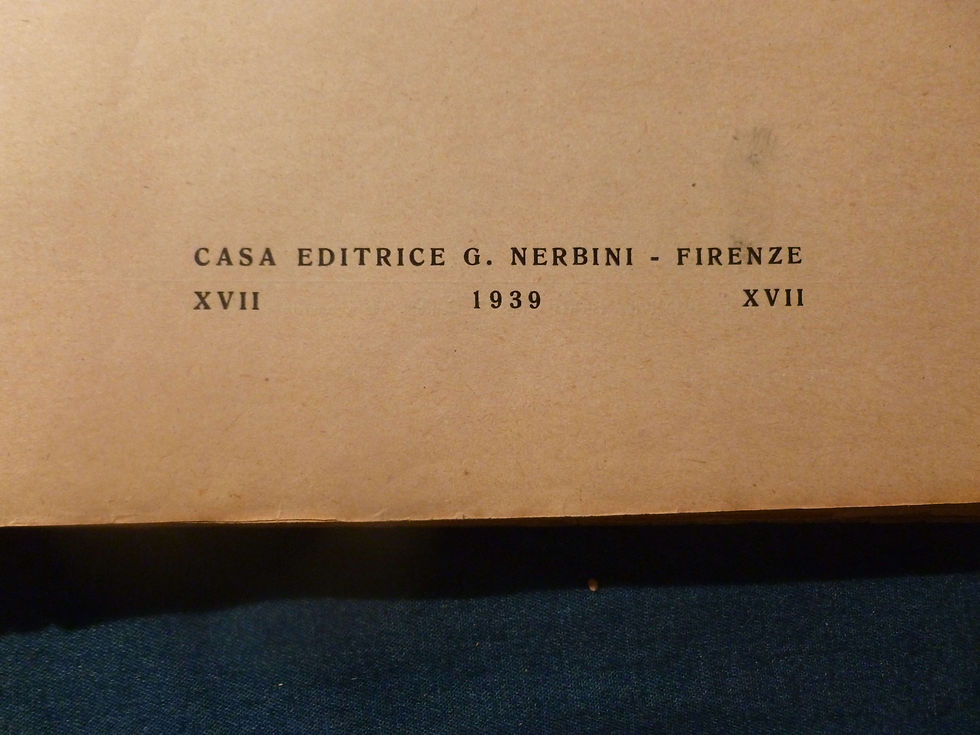 CASA EDITRICE G. NERBINI - FIRENZE
XVII 1939 XVII